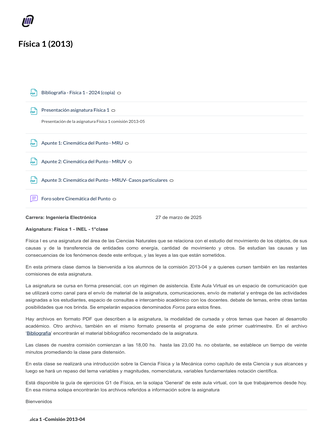 Física 1 (2013)
Bibliografía - Física 1 - 2024 (copia)
Presentación asignatura Física 1
Presentación de la asignatura Física 1 comisión 2013-05
Apunte 1: Cinemática del Punto - MRU
Apunte 2: Cinemática del Punto - MRUV
Apunte 3: Cinemática del Punto - MRUV- Casos particulares
Foro sobre Cinemática del Punto
Carrera: Ingeniería Electrónica 27 de marzo de 2025
Asignatura: Física 1 - INEL - 1°clase
Física I es una asignatura del área de las Ciencias Naturales que se relaciona con el estudio del movimiento de los objetos, de sus
causas y de la transferencia de entidades como energía, cantidad de movimiento y otros. Se estudian las causas y las
consecuencias de los fenómenos desde este enfoque, y las leyes a las que están sometidos.
En esta primera clase damos la bienvenida a los alumnos de la comisión 2013-04 y a quienes cursen también en las restantes
comisiones de esta asignatura.
La asignatura se cursa en forma presencial, con un régimen de asistencia. Este Aula Virtual es un espacio de comunicación que
se utilizará como canal para el envío de material de la asignatura, comunicaciones, envío de material y entrega de las actividades
asignadas a los estudiantes, espacio de consultas e intercambio académico con los docentes, debate de temas, entre otras tantas
posibilidades que nos brinda. Se emplearán espacios denominados Foros para estos fines.
Hay archivos en formato PDF que describen a la asignatura, la modalidad de cursada y otros temas que hacen al desarrollo
académico. Otro archivo, también en el mismo formato presenta el programa de este primer cuatrimestre. En el archivo
'Bibliografía' encontrarán el material bibliográfico recomendado de la asignatura.
Las clases de nuestra comisión comienzan a las 18,00 hs. hasta las 23,00 hs. no obstante, se establece un tiempo de veinte
minutos promediando la clase para distensión.
En esta clase se realizará una introducción sobre la Ciencia Física y la Mecánica como capítulo de esta Ciencia y sus alcances y
luego se hará un repaso del tema variables y magnitudes, nomenclatura, variables fundamentales notación científica.
Está disponible la guía de ejercicios G1 de Física, en la solapa 'General' de este aula virtual, con la que trabajaremos desde hoy.
En esa misma solapa encontrarán los archivos referidos a información sobre la asignatura
Bienvenidos
sica 1 -Comisión 2013-04